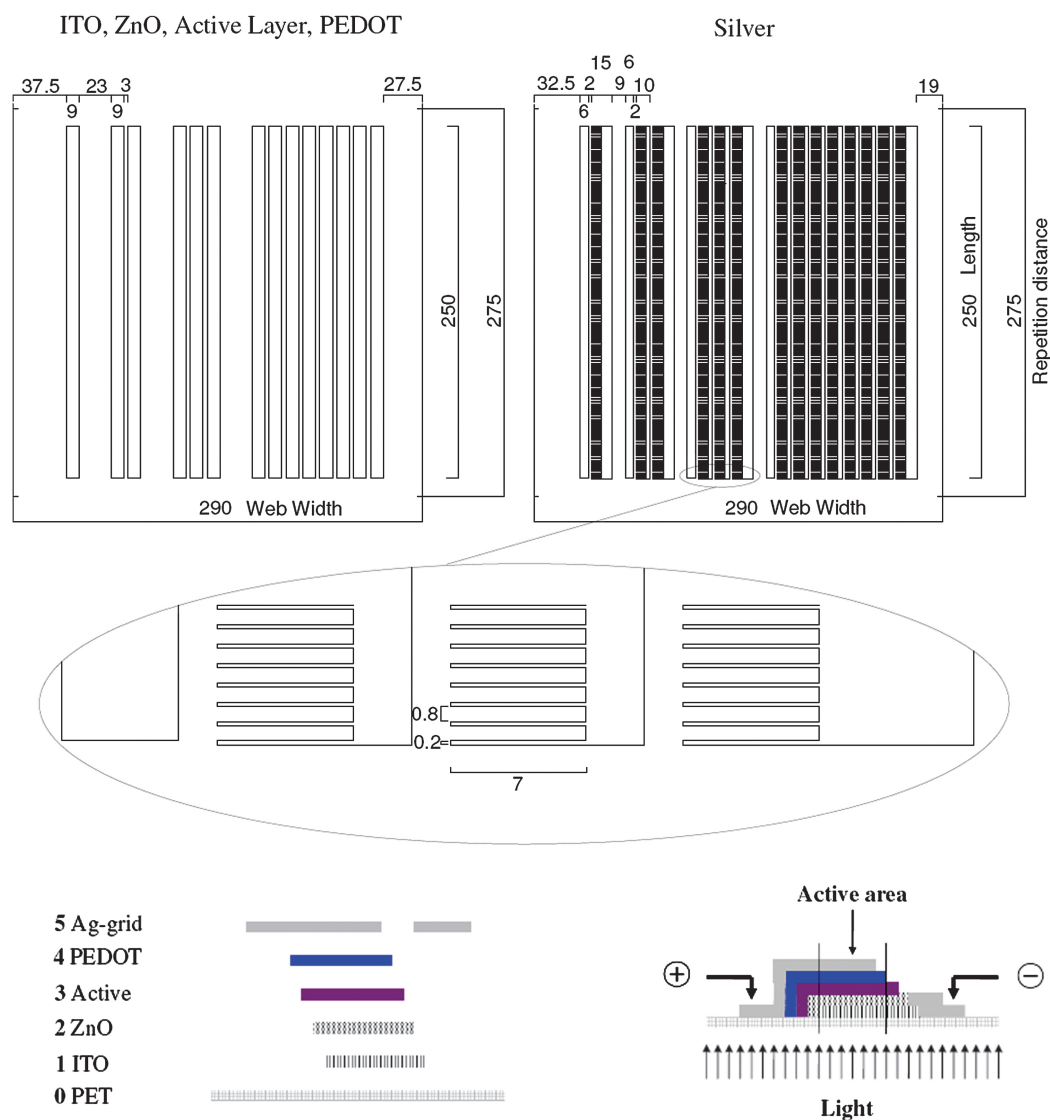 ITO, ZnO, Active Layer, PEDOT
Silver
37.5 23 3 27.5
9 9
15 6
32.5 2 9 10 19
6 2
250
275
250 Length
275
Repetition distance
290 Web Width
290 Web Width
0.8
0.2
7
5 Ag-grid
4 PEDOT
3 Active
2 ZnO
1 ITO
0 PET
Active area
+
−
Light